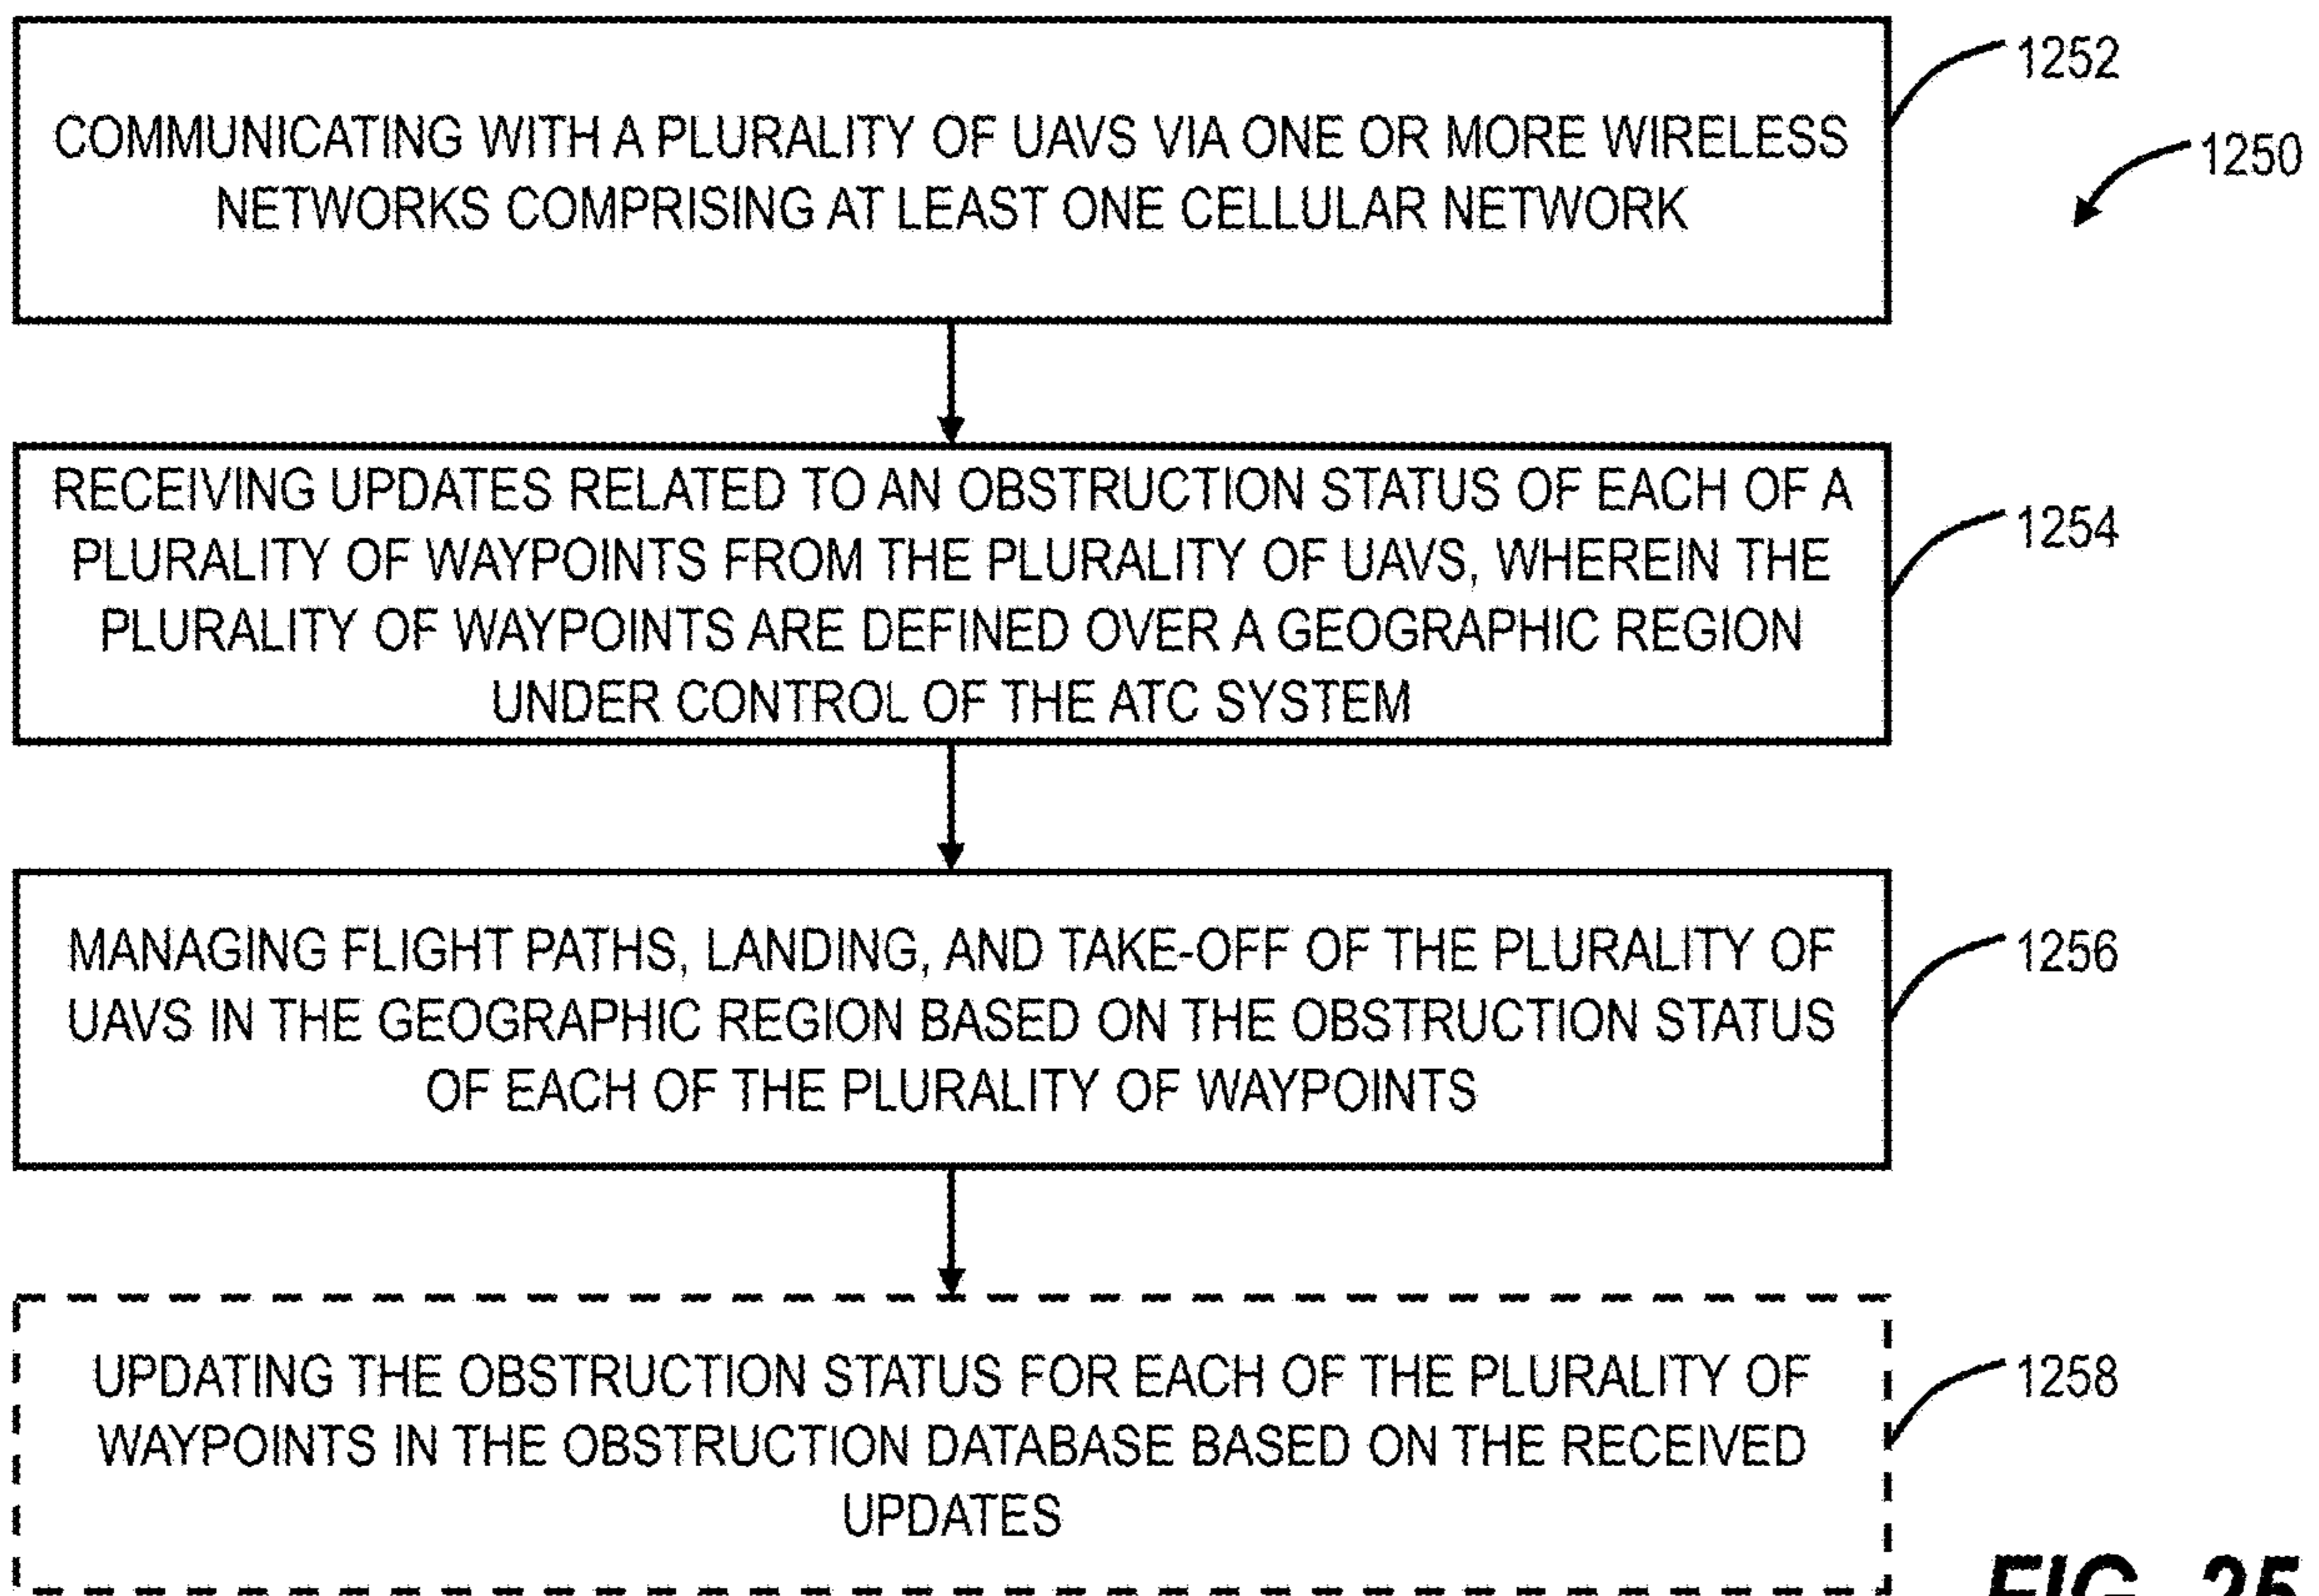 COMMUNICATING WITH A PLURALITY OF UAVS VIA ONE OR MORE WIRELESS
NETWORKS COMPRISING AT LEAST ONE CELLULAR NETWORK
1252
1250
RECEIVING UPDATES RELATED TO AN OBSTRUCTION STATUS OF EACH OF A
PLURALITY OF WAYPOINTS FROM THE PLURALITY OF UAVS, WHEREIN THE
PLURALITY OF WAYPOINTS ARE DEFINED OVER A GEOGRAPHIC REGION
UNDER CONTROL OF THE ATC SYSTEM
1254
MANAGING FLIGHT PATHS, LANDING, AND TAKE-OFF OF THE PLURALITY OF
UAVS IN THE GEOGRAPHIC REGION BASED ON THE OBSTRUCTION STATUS
OF EACH OF THE PLURALITY OF WAYPOINTS
1256
UPDATING THE OBSTRUCTION STATUS FOR EACH OF THE PLURALITY OF
WAYPOINTS IN THE OBSTRUCTION DATABASE BASED ON THE RECEIVED
UPDATES
1258
FIG. 25